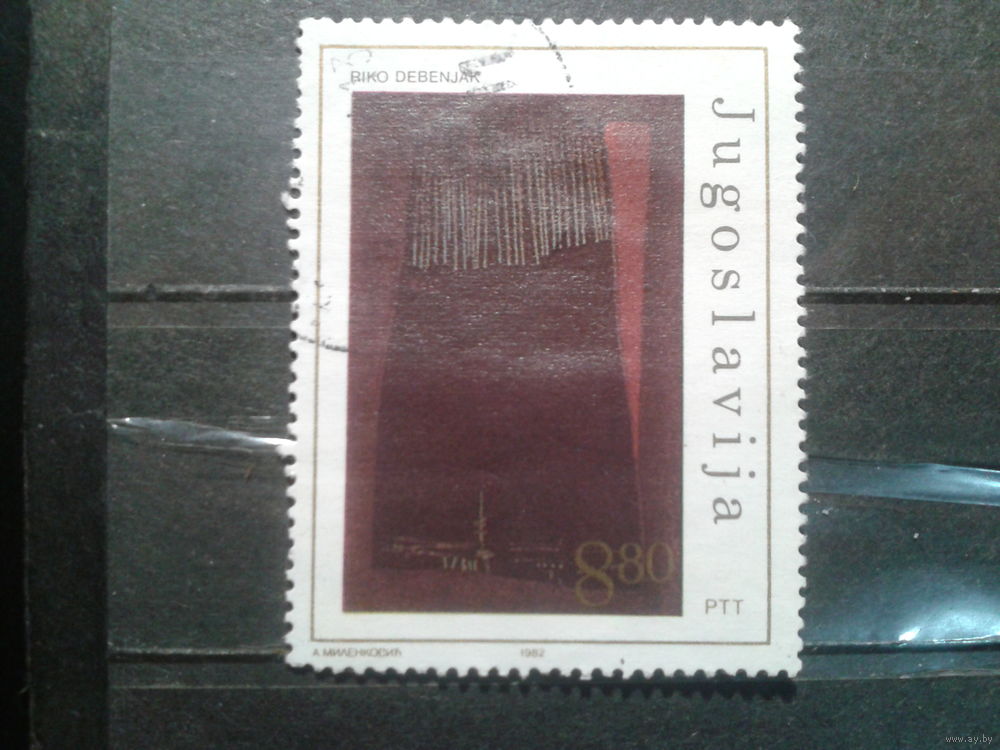 RIKO DEBENJAK
Jugoslavija
8.80
PTT
А.МИЛЕНКОВИЋ
1982
www.ay.by